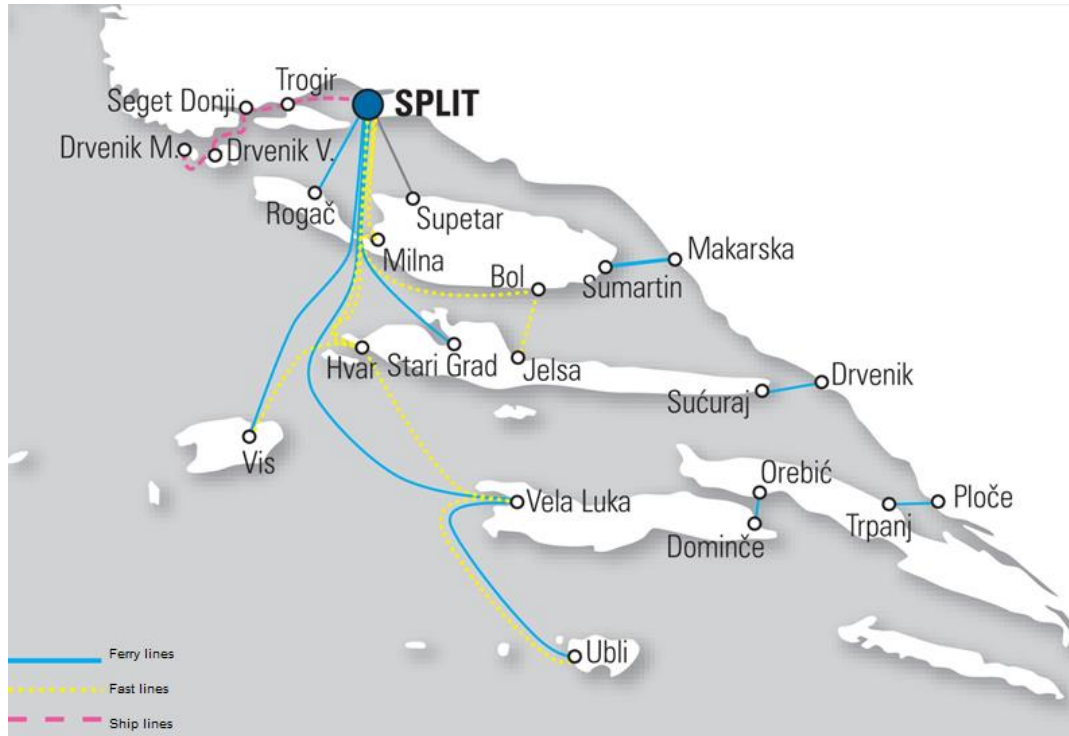 Trogir
Seget Donji
SPLIT
Drvenik M.
Drvenik V.
Rogač
Supetar
Milna
Makarska
Bol
Sumartin
Hvar
Stari Grad
Jelsa
Drvenik
Sućuraj
Vis
Orebić
Vela Luka
Ploče
Trpanj
Dominče
Ubli
Ferry lines
Fast lines
Ship lines